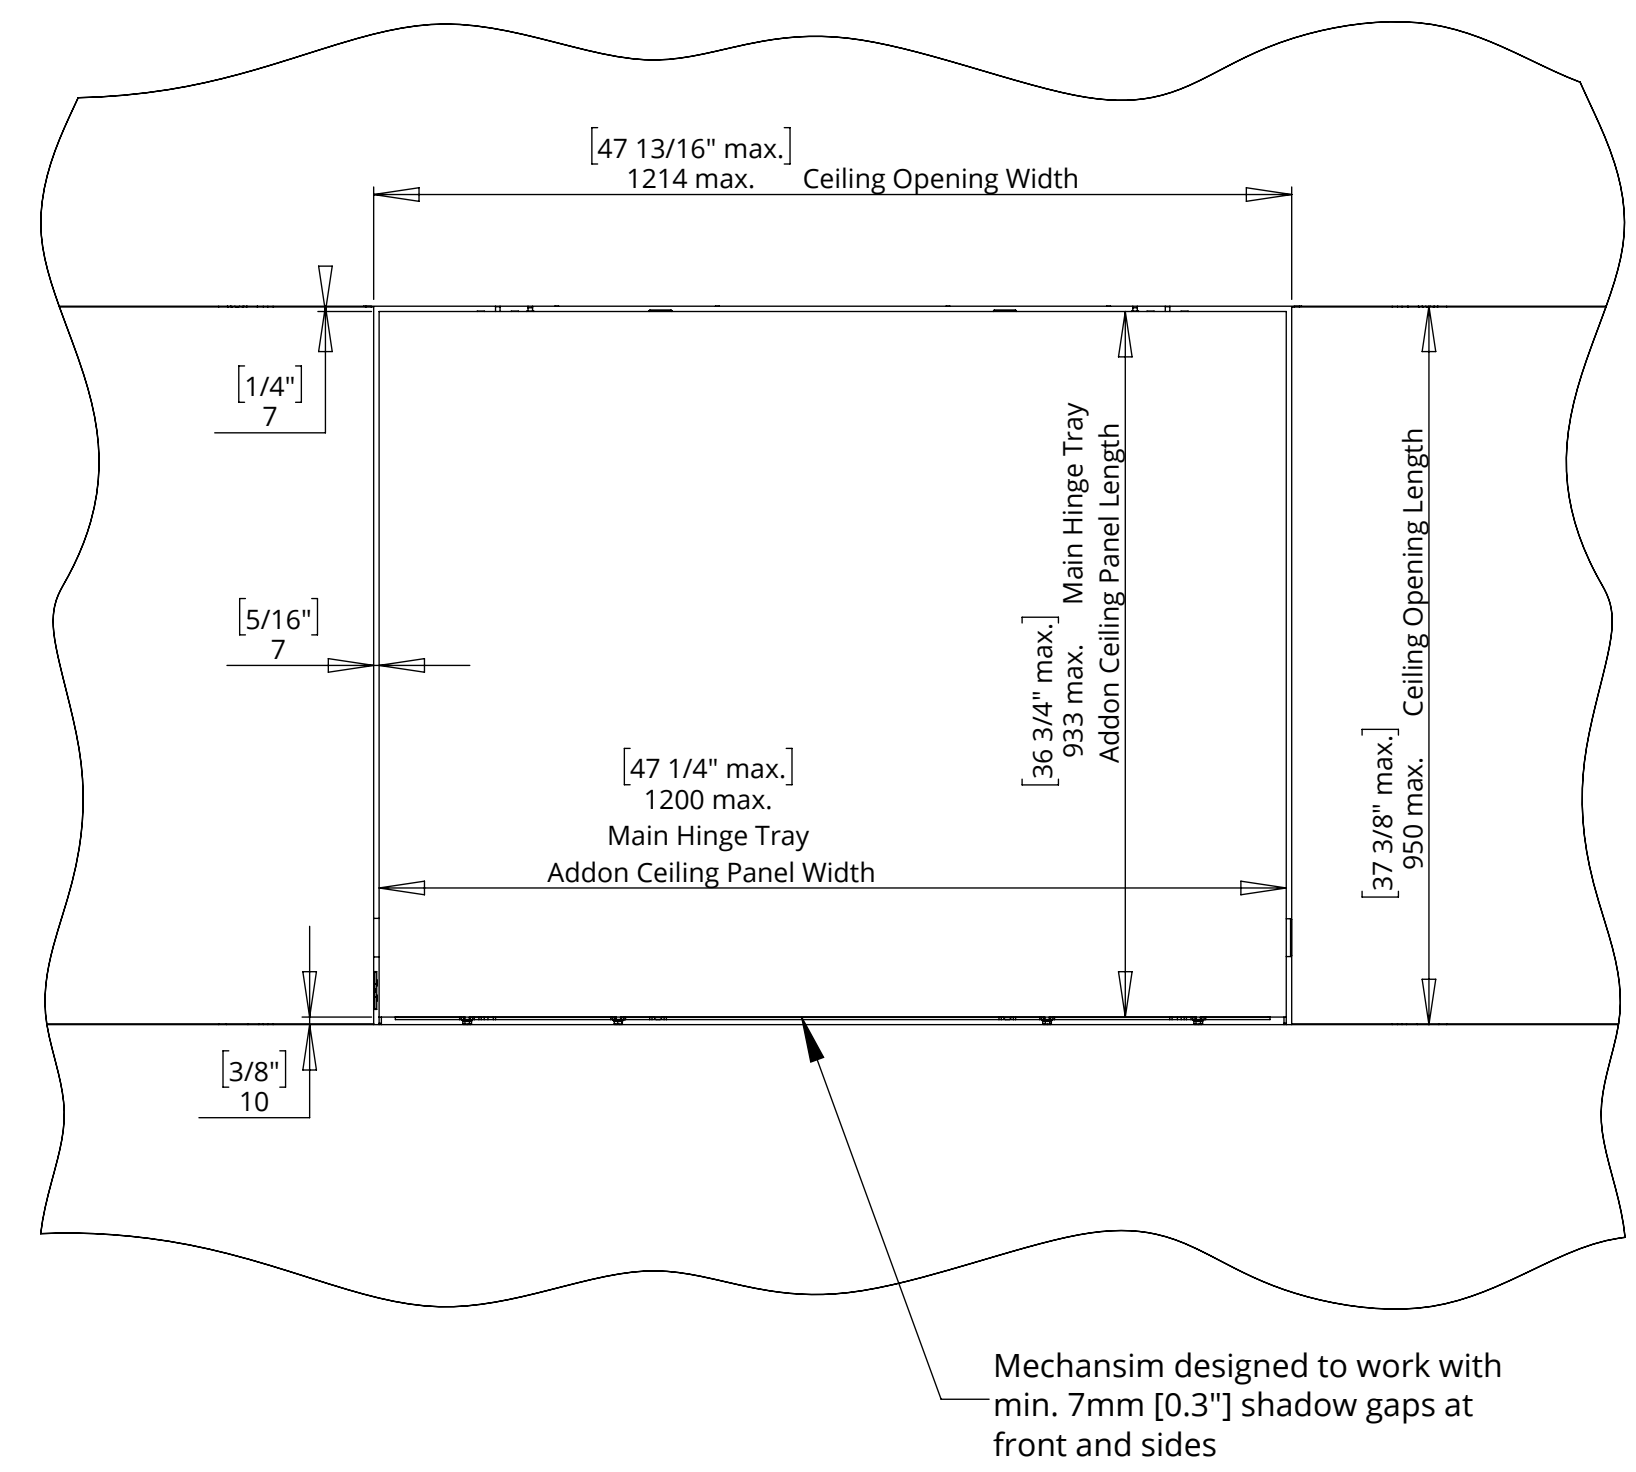 [47 13/16" max.]
1214 max. Ceiling Opening Width
[1/4"]
7
[5/16"]
7
[36 3/4" max.]
933 max. Main Hinge Tray
Addon Ceiling Panel Length
[37 3/8" max.]
950 max. Ceiling Opening Length
[47 1/4" max.]
1200 max.
Main Hinge Tray
Addon Ceiling Panel Width
[3/8"]
10
Mechansim designed to work with
min. 7mm [0.3"] shadow gaps at
front and sides